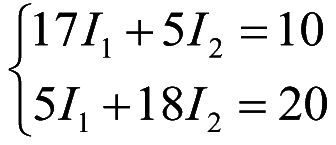 17I₁ + 5I₂ = 10
5I₁ + 18I₂ = 20